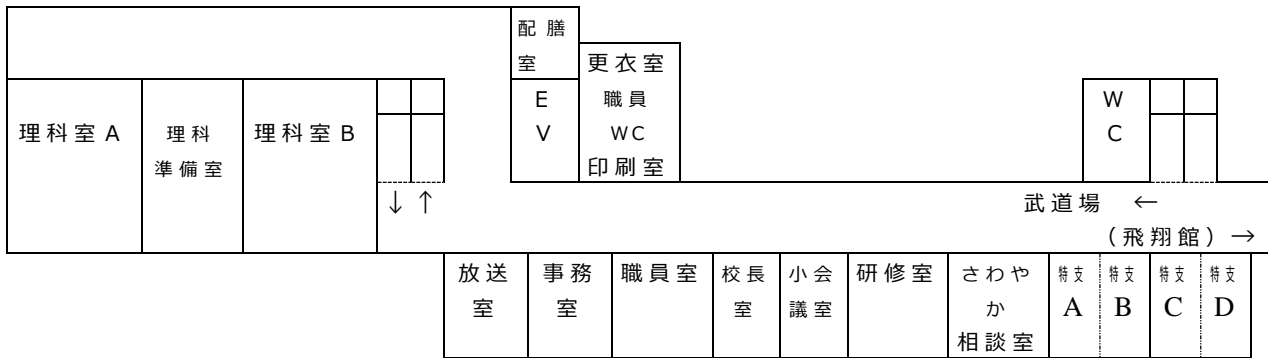 配膳
室
更衣室
職員
WC
印刷室
E
V
W
C
理科室A
理科
準備室
理科室B
↓ ↑
武道場 ←
(飛翔館) →
放送
室
事務
室
職員室
校長
室
小会
議室
研修室
さわや
か
相談室
特支
A
特支
B
特支
C
特支
D